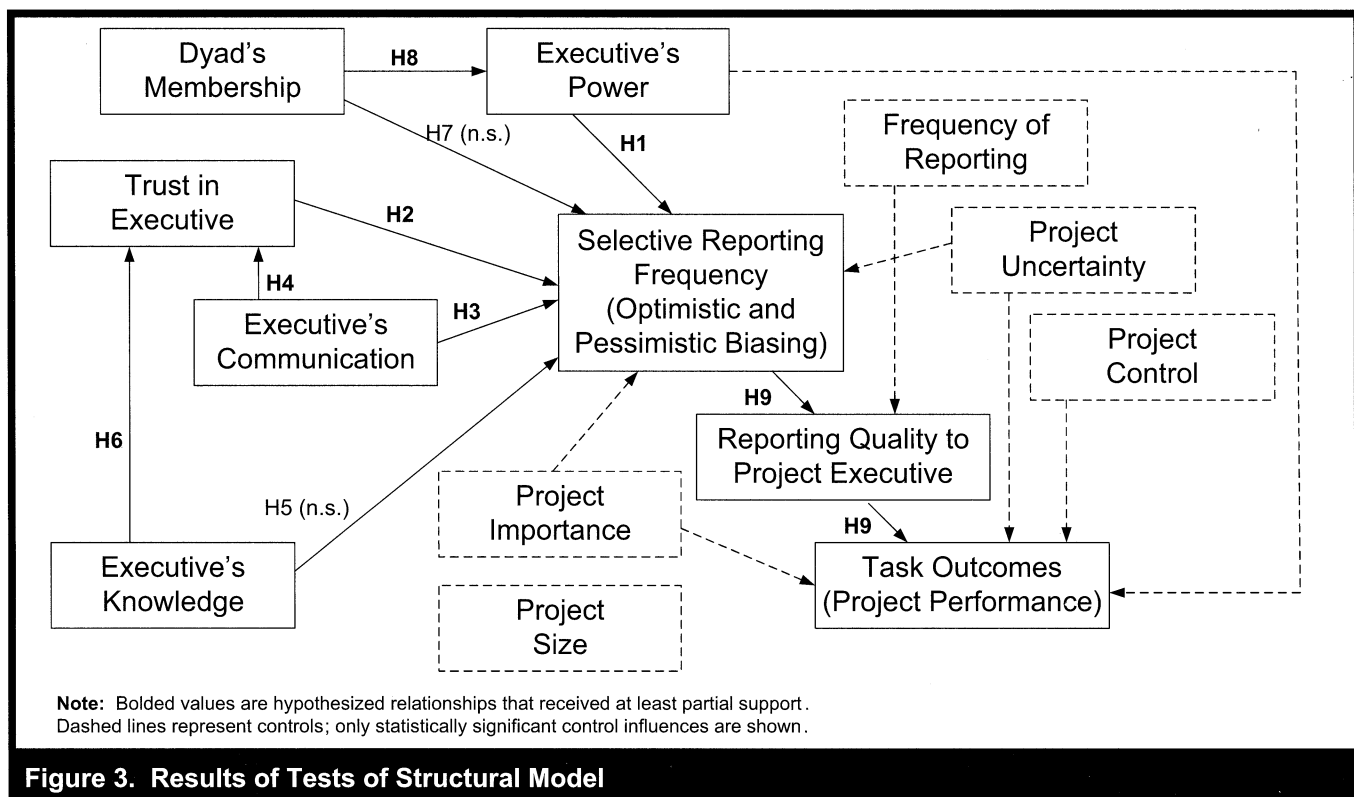 Dyad's
Membership
H8
Executive's
Power
H7 (n.s.)
H1
Frequency of
Reporting
Trust in
Executive
H2
Selective Reporting
Frequency
(Optimistic and
Pessimistic Biasing)
Project
Uncertainty
H4
H3
Executive's
Communication
Project
Control
H9
H6
Reporting Quality to
Project Executive
H5 (n.s.)
Project
Importance
H9
Executive's
Knowledge
Task Outcomes
(Project Performance)
Project
Size
Note: Bolded values are hypothesized relationships that received at least partial support.
Dashed lines represent controls; only statistically significant control influences are shown.
Figure 3. Results of Tests of Structural Model